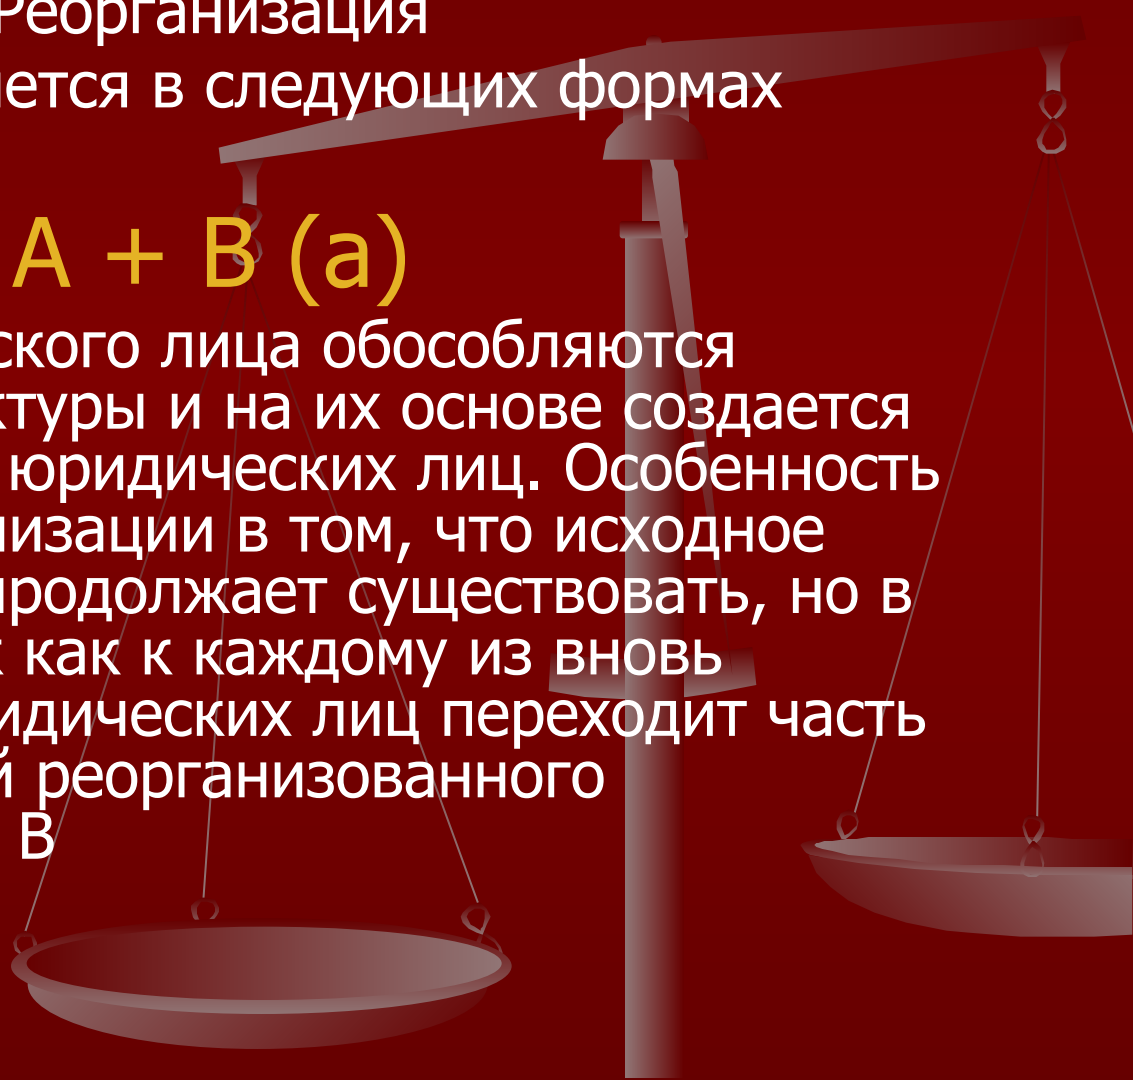 Реорганизация
ется в следующих формах
А + В (а)
ского лица обособляются
ктуры и на их основе создается
юридических лиц. Особенность
низации в том, что исходное
продолжает существовать, но в
как к каждому из вновь
идических лиц переходит часть
й реорганизованного
В